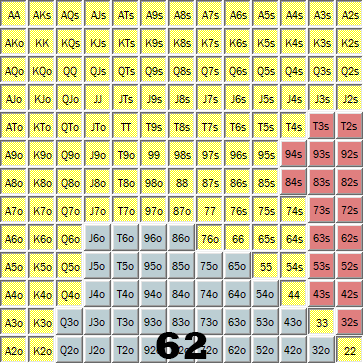 AA AKs AQs AJs ATs A9s A8s A7s A6s A5s A4s A3s A2s
AKo KK KQs KJs KTs K9s K8s K7s K6s K5s K4s K3s K2s
AQo KQo QQ QJs QTs Q9s Q8s Q7s Q6s Q5s Q4s Q3s Q2s
AJo KJo QJo JJ JTs J9s J8s J7s J6s J5s J4s J3s J2s
ATo KTo QTo JTo TT T9s T8s T7s T6s T5s T4s T3s T2s
A9o K9o Q9o J9o T9o 99 98s 97s 96s 95s 94s 93s 92s
A8o K8o Q8o J8o T8o 98o 88 87s 86s 85s 84s 83s 82s
A7o K7o Q7o J7o T7o 97o 87o 77 76s 75s 74s 73s 72s
A6o K6o Q6o J6o T6o 96o 86o 76o 66 65s 64s 63s 62s
A5o K5o Q5o J5o T5o 95o 85o 75o 65o 55 54s 53s 52s
A4o K4o Q4o J4o T4o 94o 84o 74o 64o 54o 44 43s 42s
A3o K3o Q3o J3o T3o 93o 83o 73o 63o 53o 43o 33 32s
A2o K2o Q2o J2o T2o 62o 52o 42o 32o 22
62